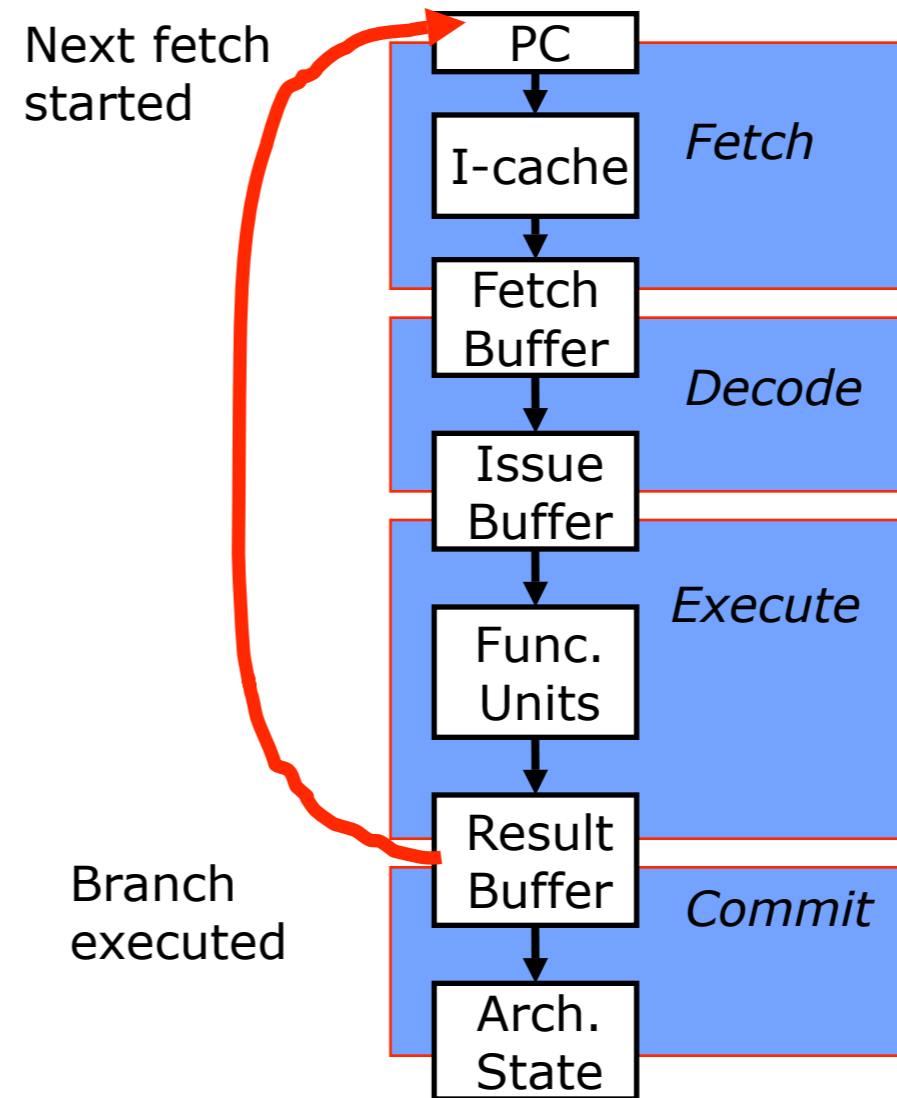 Next fetch
started
PC
Fetch
I-cache
Fetch
Buffer
Decode
Issue
Buffer
Execute
Func.
Units
Result
Buffer
Branch
executed
Commit
Arch.
State